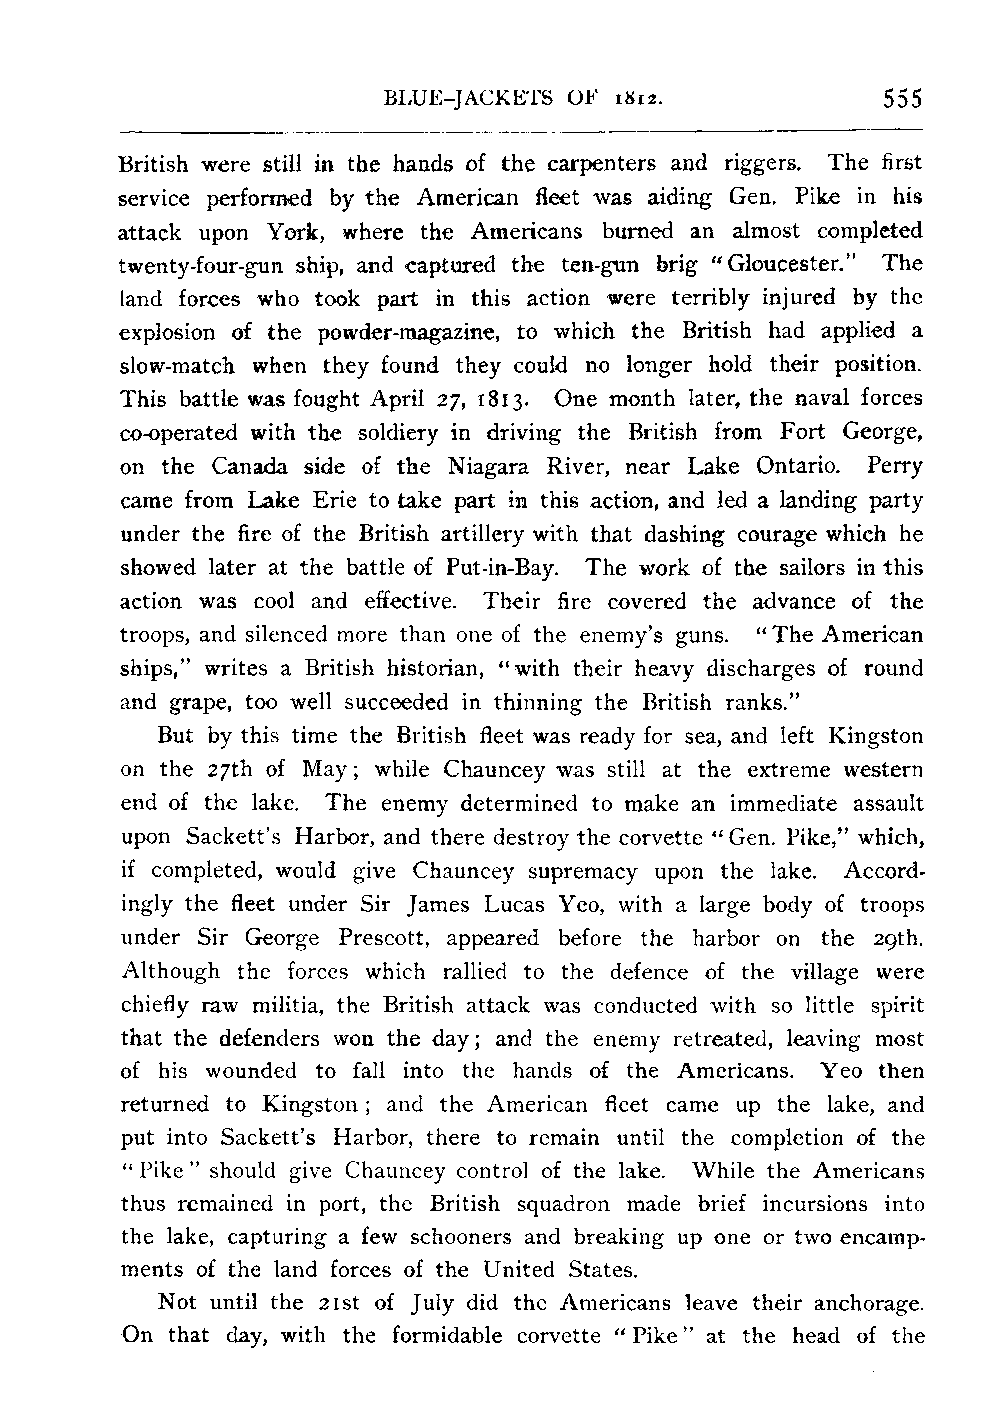 BLUE-JACKETS OF 1812. 555
British were still in the hands of the carpenters and riggers. The first
service performed by the American fleet was aiding Gen. Pike in his
attack upon York, where the Americans burned an almost completed
twenty-four-gun ship, and captured the ten-gun brig "Gloucester." The
land forces who took part in this action were terribly injured by the
explosion of the powder-magazine, to which the British had applied a
slow-match when they found they could no longer hold their position.
This battle was fought April 27, 1813. One month later, the naval forces
co-operated with the soldiery in driving the British from Fort George,
on the Canada side of the Niagara River, near Lake Ontario. Perry
came from Lake Erie to take part in this action, and led a landing party
under the fire of the British artillery with that dashing courage which he
showed later at the battle of Put-in-Bay. The work of the sailors in this
action was cool and effective. Their fire covered the advance of the
troops, and silenced more than one of the enemy's guns. "The American
ships," writes a British historian, "with their heavy discharges of round
and grape, too well succeeded in thinning the British ranks."
But by this time the British fleet was ready for sea, and left Kingston
on the 27th of May; while Chauncey was still at the extreme western
end of the lake. The enemy determined to make an immediate assault
upon Sackett's Harbor, and there destroy the corvette "Gen. Pike," which,
if completed, would give Chauncey supremacy upon the lake. Accord-
ingly the fleet under Sir James Lucas Yeo, with a large body of troops
under Sir George Prescott, appeared before the harbor on the 29th.
Although the forces which rallied to the defence of the village were
chiefly raw militia, the British attack was conducted with so little spirit
that the defenders won the day; and the enemy retreated, leaving most
of his wounded to fall into the hands of the Americans. Yeo then
returned to Kingston; and the American fleet came up the lake, and
put into Sackett's Harbor, there to remain until the completion of the
"Pike" should give Chauncey control of the lake. While the Americans
thus remained in port, the British squadron made brief incursions into
the lake, capturing a few schooners and breaking up one or two encamp-
ments of the land forces of the United States.
Not until the 21st of July did the Americans leave their anchorage.
On that day, with the formidable corvette "Pike" at the head of the